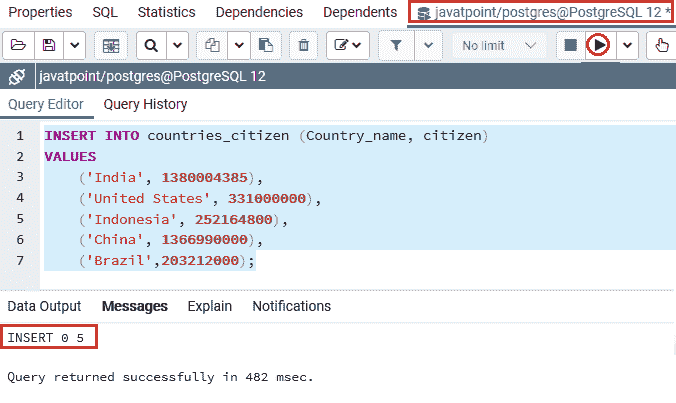 Properties SQL Statistics Dependencies Dependents javatpoint/postgres@PostgreSQL 12 *
No limit
javatpoint/postgres@PostgreSQL 12
Query Editor Query History
1 INSERT INTO countries_citizen (Country_name, citizen)
2 VALUES
3 ('India', 1380004385),
4 ('United States', 331000000),
5 ('Indonesia', 252164800),
6 ('China', 1366990000),
7 ('Brazil',203212000);
Data Output Messages Explain Notifications
INSERT 0 5
Query returned successfully in 482 msec.